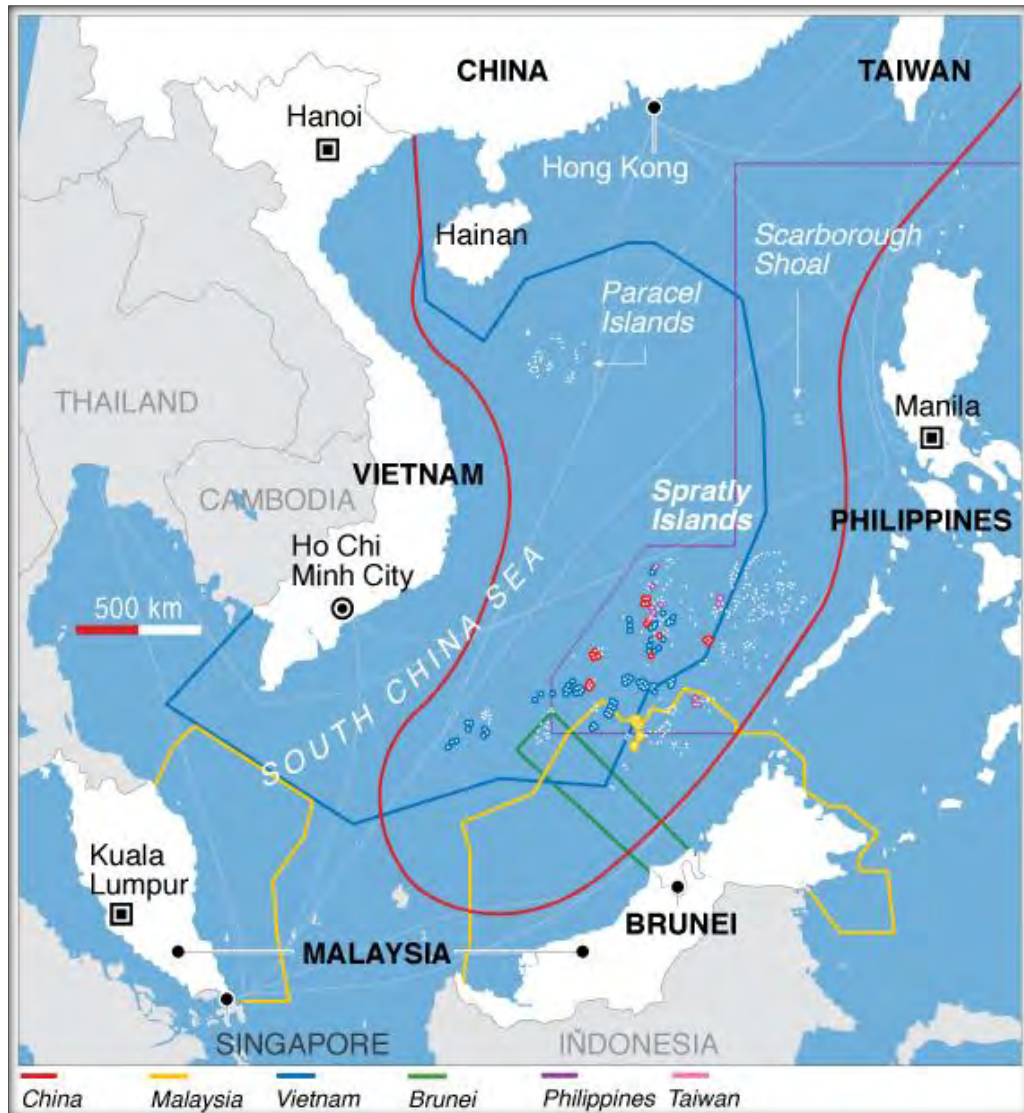 CHINA
TAIWAN
Hanoi
Hong Kong
Hainan
Scarborough
Shoal
Paracel
Islands
THAILAND
Manila
VIETNAM
CAMBODIA
Spratly
Islands
PHILIPPINES
Ho Chi
Minh City
500 km
SOUTH CHINA SEA
Kuala
Lumpur
BRUNEI
MALAYSIA
SINGAPORE
INDONESIA
China
Malaysia
Vietnam
Brunei
Philippines
Taiwan